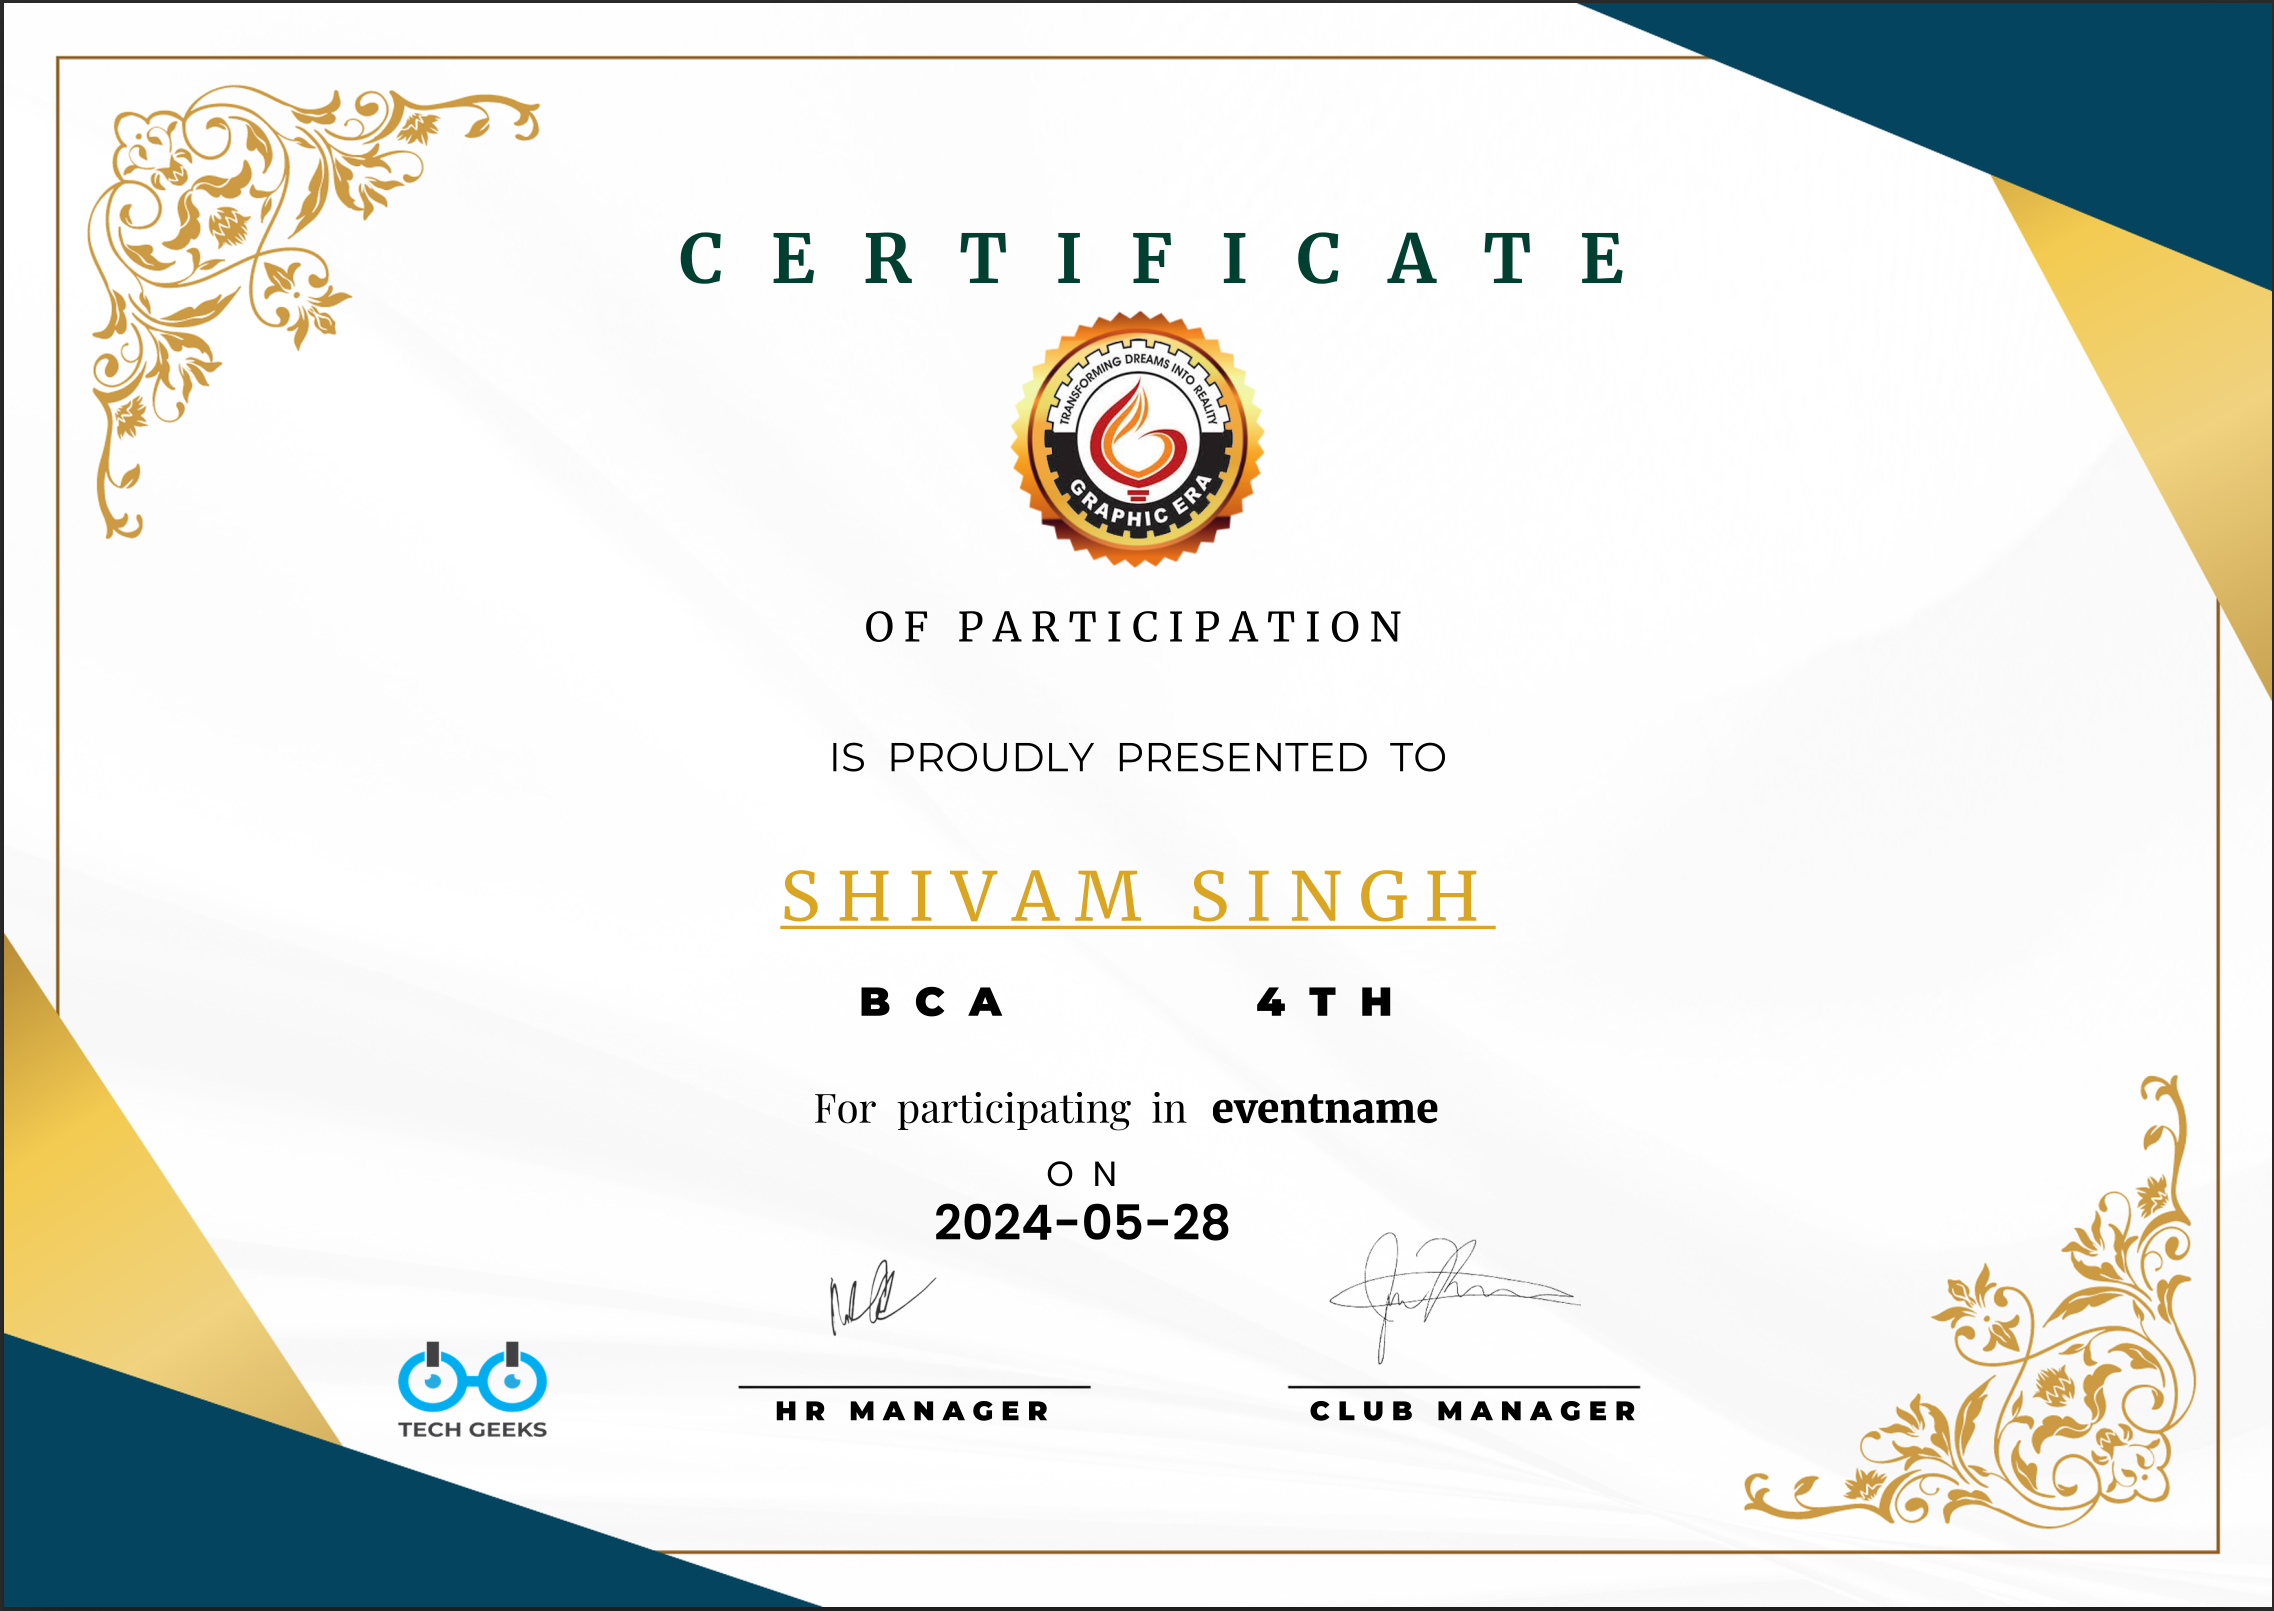 CERTIFICATE
TRANSFORMING DREAMS INTO REALITY
GRAPHIC ERA
OF PARTICIPATION
IS PROUDLY PRESENTED TO
SHIVAM SINGH
BCA 4TH
For participating in eventname
ON
2024-05-28
TECH GEEKS
HR MANAGER
CLUB MANAGER